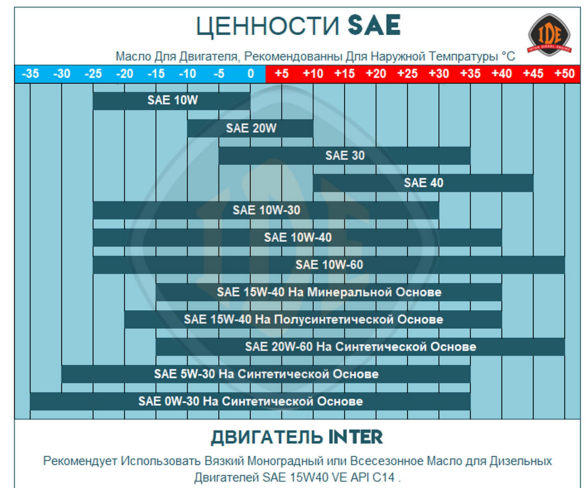 ЦЕННОСТИ SAE
IDE
Масло Для Двигателя, Рекомендованны Для Наружной Темпратуры °C
-35 -30 -25 -20 -15 -10 -5 0 +5 +10 +15 +20 +25 +30 +35 +40 +45 +50
SAE 10W
SAE 20W
SAE 30
SAE 40
SAE 10W-30
SAE 10W-40
SAE 10W-60
SAE 15W-40 На Минеральной Основе
SAE 15W-40 На Полусинтетической Основе
SAE 20W-60 На Синтетической Основе
SAE 5W-30 На Синтетической Основе
SAE 0W-30 На Синтетической Основе
IDE
ДВИГАТЕЛЬ INTER
Рекомендует Использовать Вязкий Моноградный или Всесезонное Масло для Дизельных
Двигателей SAE 15W40 VE API C14 .